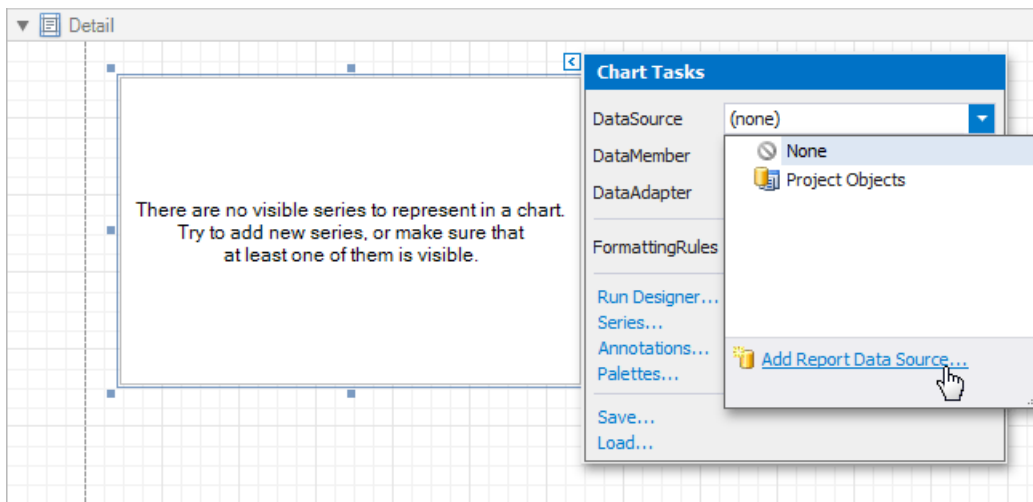 Detail
There are no visible series to represent in a chart.
Try to add new series, or make sure that
at least one of them is visible.
Chart Tasks
DataSource (none)
DataMember
DataAdapter
None
Project Objects
FormattingRules
Run Designer...
Series...
Annotations...
Palettes...
Add Report Data Source...
Save...
Load...